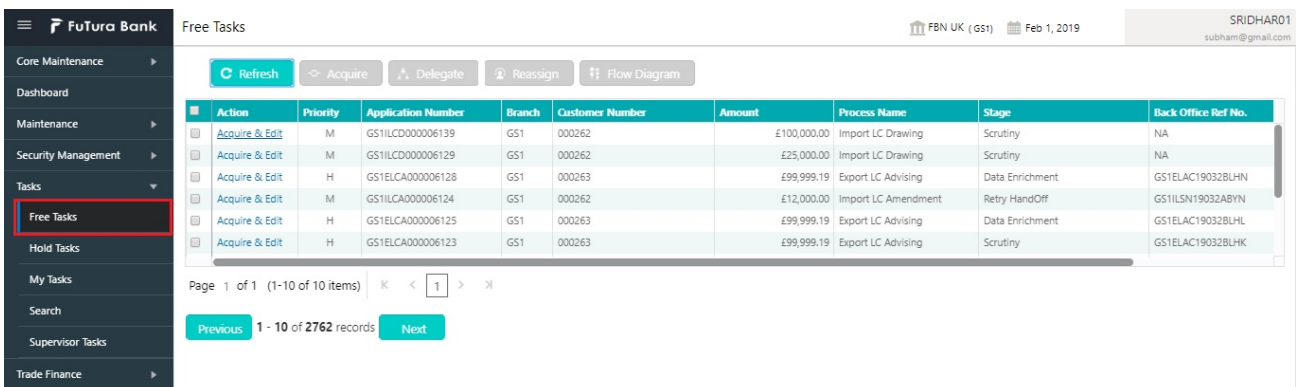 FuTura Bank
Free Tasks
FBN UK (GS1)
Feb 1, 2019
SRIDHAR01
subham@gmail.com
Core Maintenance
Dashboard
Maintenance
Security Management
Tasks
Free Tasks
Hold Tasks
My Tasks
Search
Supervisor Tasks
Trade Finance
Refresh Acquire Delegate Reassign Flow Diagram
Action Priority Application Number Branch Customer Number Amount Process Name Stage Back Office Ref No.
Acquire & Edit M GS1ILCD000006139 GS1 000262 £100,000.00 Import LC Drawing Scrutiny NA
Acquire & Edit M GS1ILCD000006129 GS1 000262 £25,000.00 Import LC Drawing Scrutiny NA
Acquire & Edit H GS1ELCA000006128 GS1 000263 £99,999.19 Export LC Advising Data Enrichment GS1ELAC19032BLHN
Acquire & Edit M GS1ILCA000006124 GS1 000262 £12,000.00 Import LC Amendment Retry HandOff GS1ILSN19032ABYN
Acquire & Edit H GS1ELCA000006125 GS1 000263 £99,999.19 Export LC Advising Data Enrichment GS1ELAC19032BLHL
Acquire & Edit H GS1ELCA000006123 GS1 000263 £99,999.19 Export LC Advising Scrutiny GS1ELAC19032BLHK
Page 1 of 1 (1-10 of 10 items) K < 1 > >|
Previous 1 - 10 of 2762 records Next